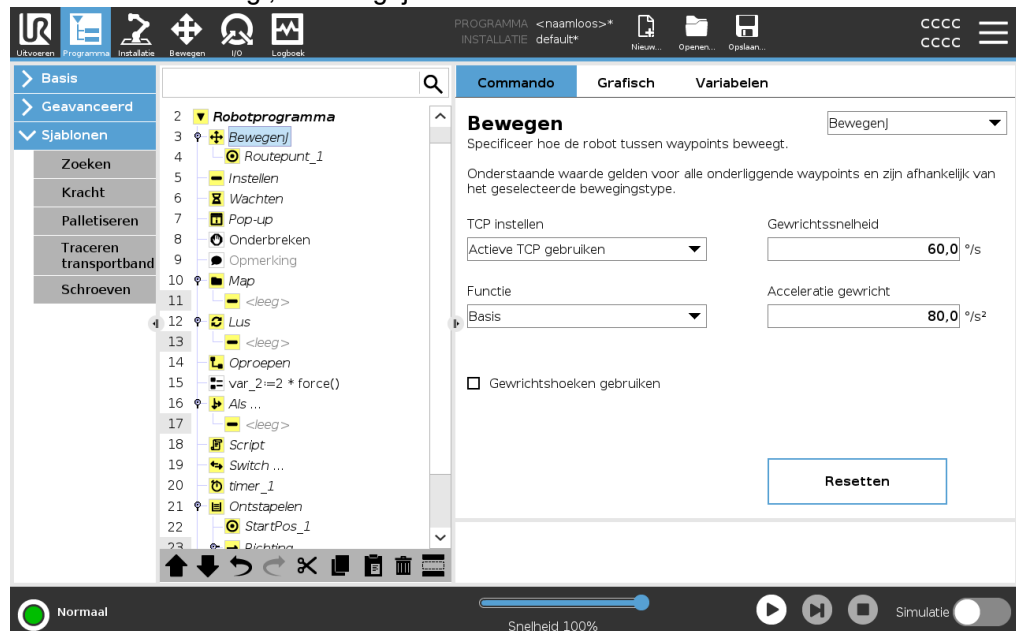 UR
PROGRAMMA <naamloos>*
INSTALLATIE default*
CCCC
CCCC
Uitvoeren Programma Installatie Bewegen I/O Logboek Nieuw... Openen... Opslaan...
Basis
Geavanceerd
Sjablonen
Zoeken
Kracht
Palletiseren
Traceren
transportband
Schroeven
2 Robotprogramma
3 BewegenJ
4 Routepunt_1
5 Instellen
6 Wachten
7 Pop-up
8 Onderbreken
9 Opmerking
10 Map
11 <leeg>
12 Lus
13 <leeg>
14 Oproepen
15 var_2:=2 * force()
16 Als ...
17 <leeg>
18 Script
19 Switch ...
20 timer_1
21 Ontstapelen
22 StartPos_1
23 Richting
Commando Grafisch Variabelen
Bewegen
BewegenJ
Specificeer hoe de robot tussen waypoints beweegt.
Onderstaande waarde gelden voor alle onderliggende waypoints en zijn afhankelijk van
het geselecteerde bewegingstype.
TCP instellen
Gewrichtssnelheid
Actieve TCP gebruiken
60,0 °/s
Functie
Acceleratie gewricht
Basis
80,0 °/s²
Gewrichtshoeken gebruiken
Resetten
Normaal
Snelheid 100%
Simulatie